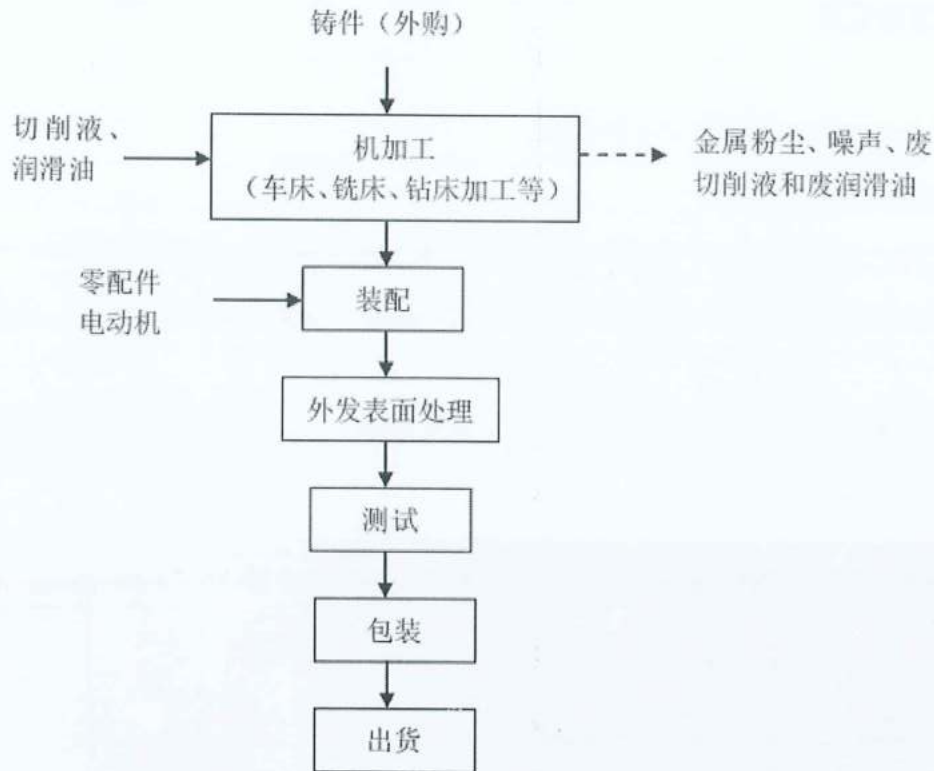 铸件（外购）
切削液、
润滑油
机加工
（车床、铣床、钻床加工等）
金属粉尘、噪声、废
切削液和废润滑油
零配件
电动机
装配
外发表面处理
测试
包装
出货